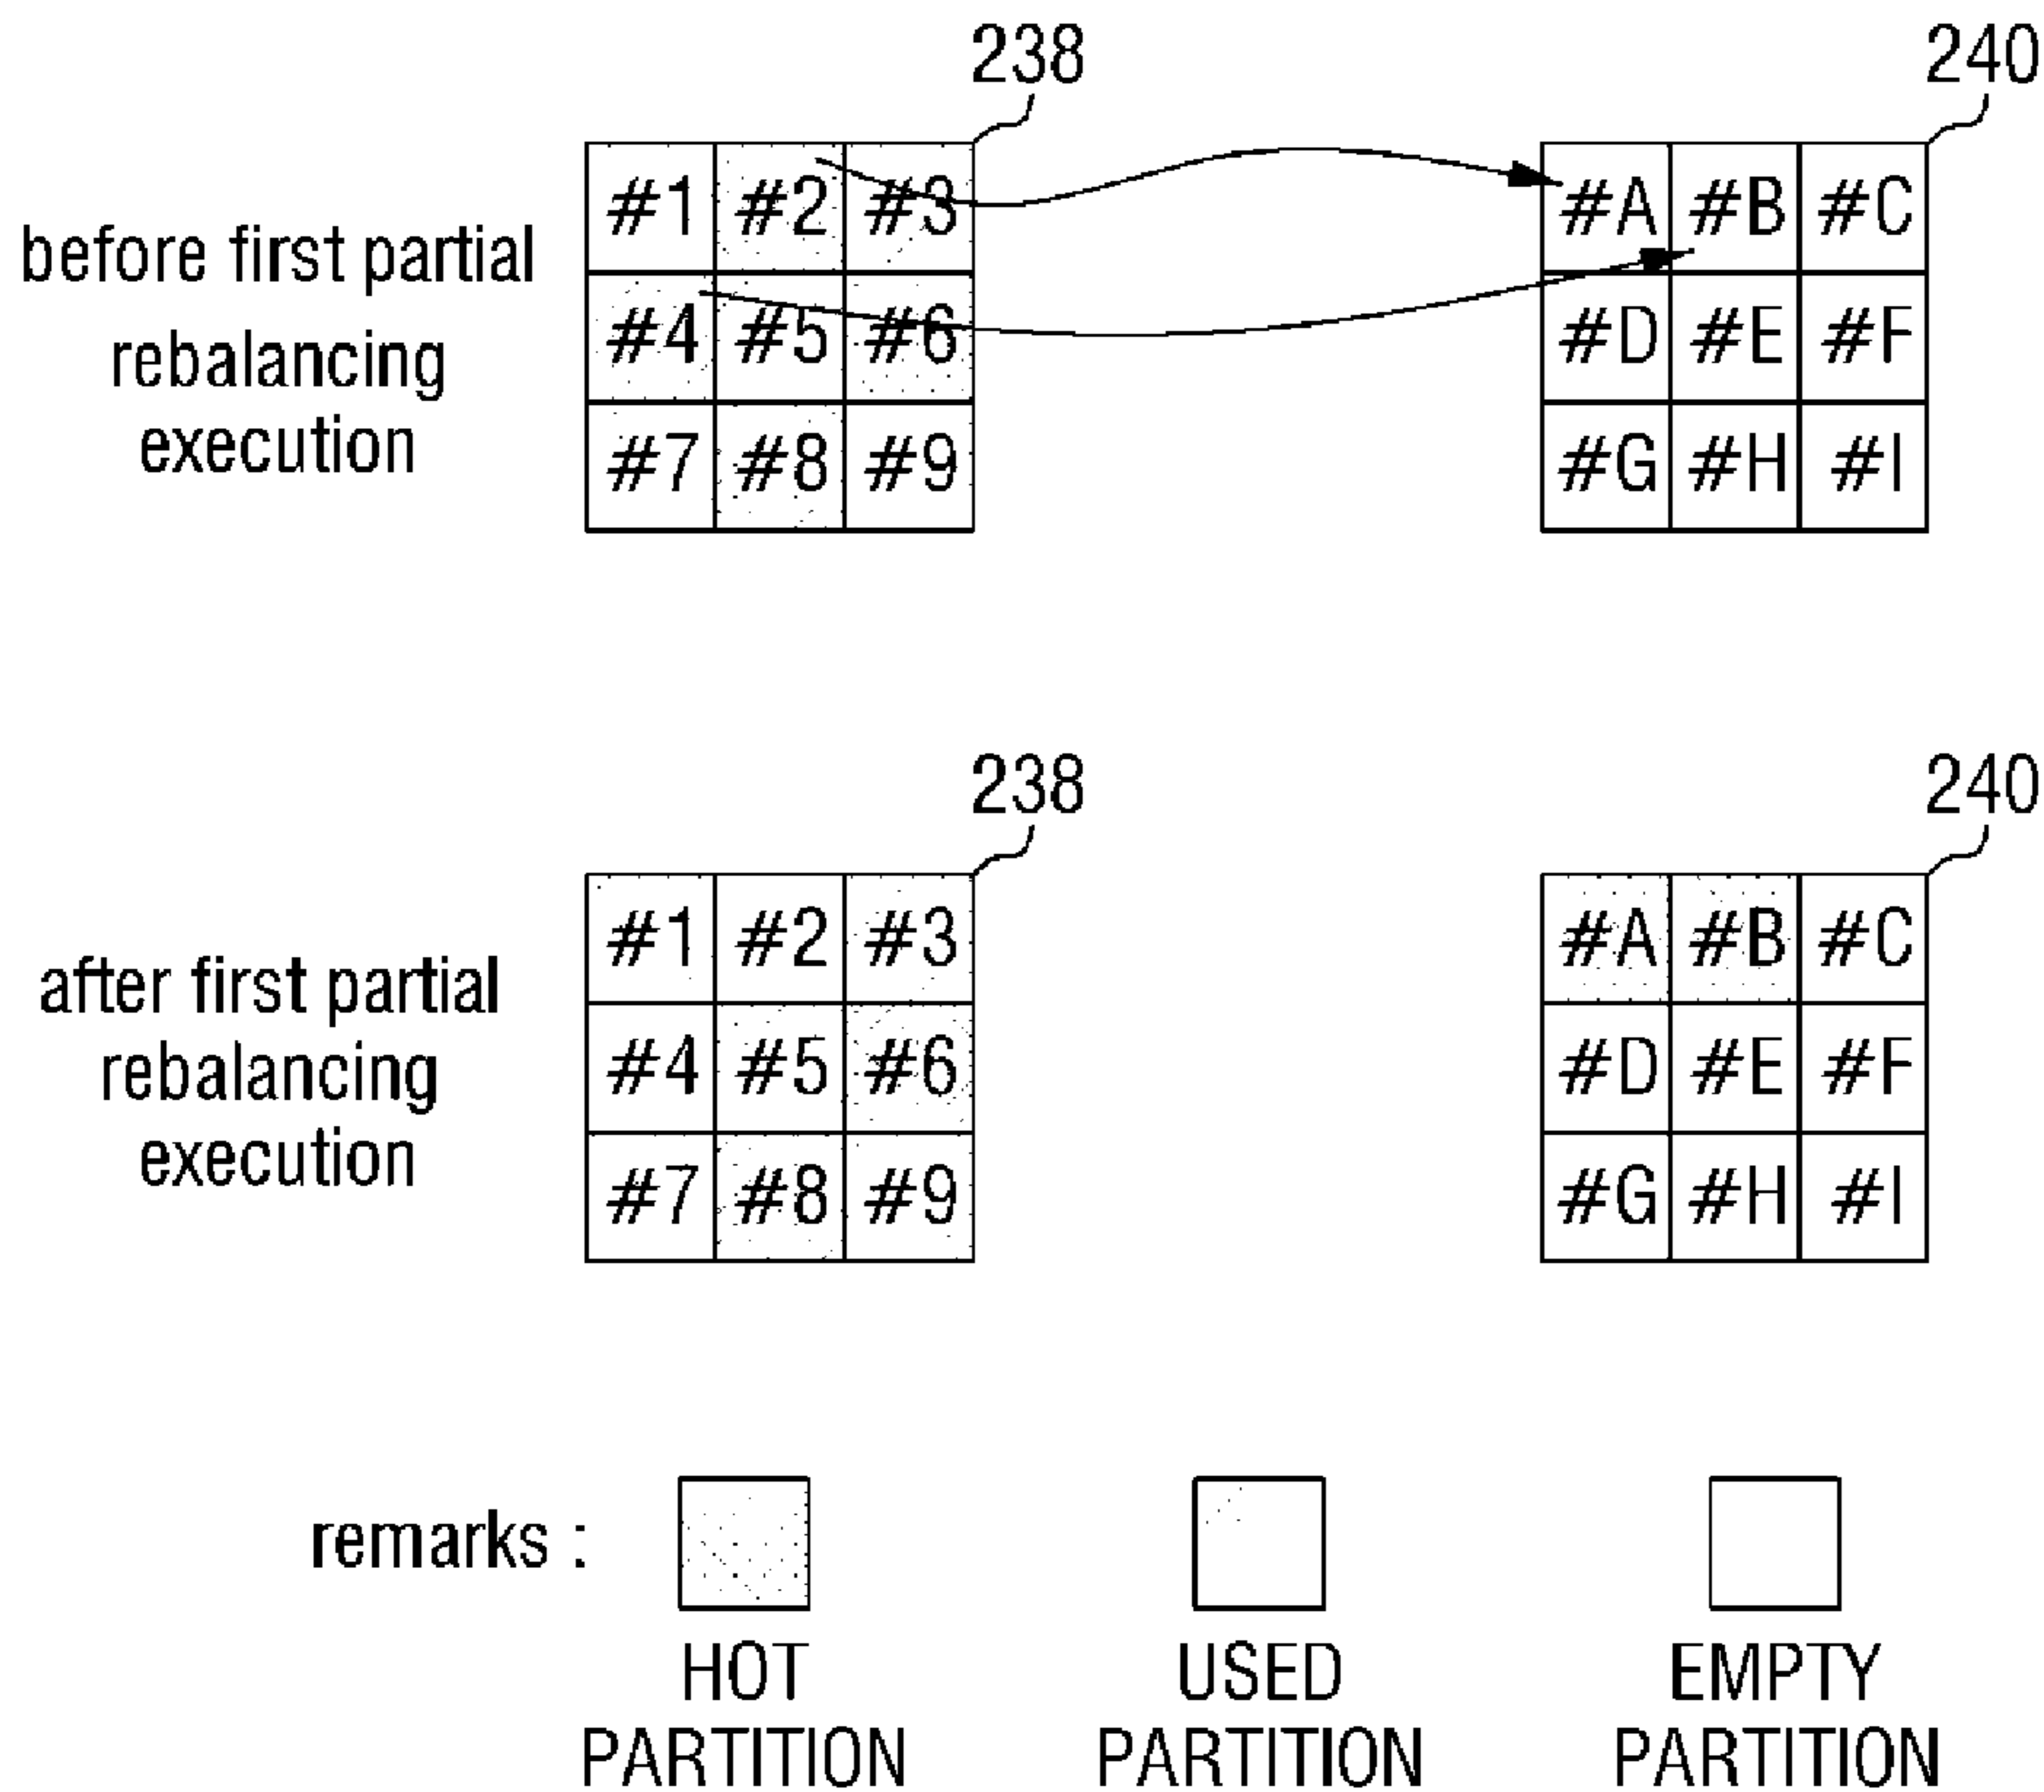 238 240
#1 #2 #3 #A #B #C
before first partial
rebalancing
execution
#4 #5 #6 #D #E #F
#7 #8 #9 #G #H #I
238 240
#1 #2 #3 #A #B #C
after first partial
rebalancing
execution
#4 #5 #6 #D #E #F
#7 #8 #9 #G #H #I
remarks :
HOT
PARTITION
USED
PARTITION
EMPTY
PARTITION